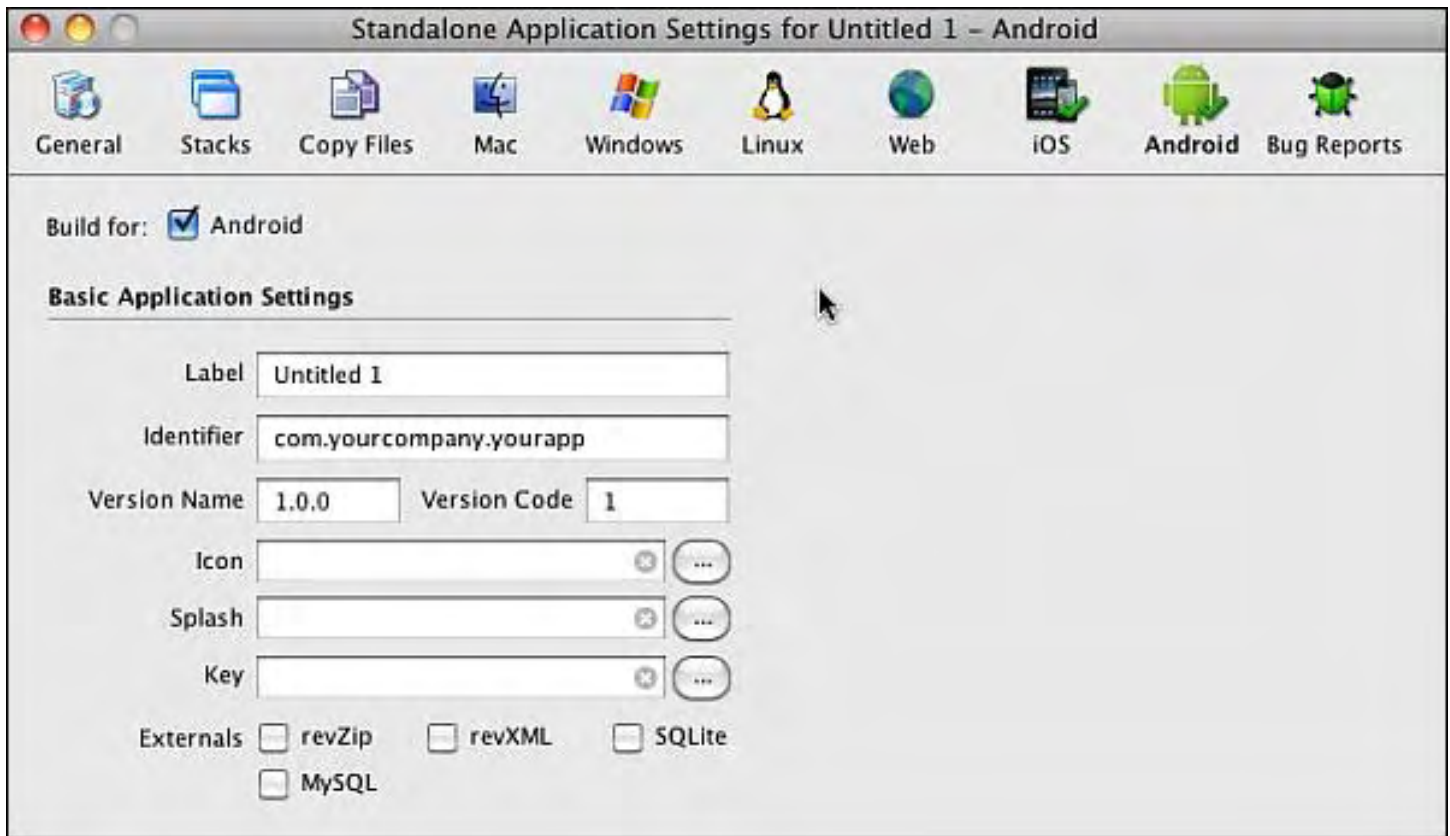 Standalone Application Settings for Untitled 1 – Android
General Stacks Copy Files Mac Windows Linux Web iOS Android Bug Reports
Build for: Android
Basic Application Settings
Label Untitled 1
Identifier com.yourcompany.yourapp
Version Name 1.0.0 Version Code 1
Icon ...
Splash ...
Key ...
Externals revZip revXML SQLite
MySQL